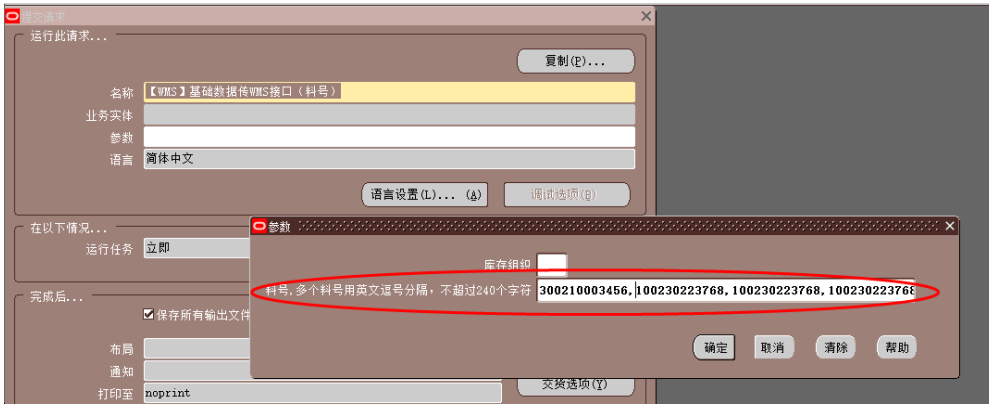 提交请求
运行此请求...
复制(P)...
名称 【WMS】基础数据传WMS接口（料号）
业务实体
参数
语言 简体中文
语言设置(L)... (A) 调试选项(B)
在以下情况...
运行任务 立即
参数
库存组织
料号,多个料号用英文逗号分隔，不超过240个字符 300210003456,100230223768,100230223768,100230223768
确定 取消 清除 帮助
完成后...
保存所有输出文件
布局
通知
打印至 noprint
交货选项(Y)